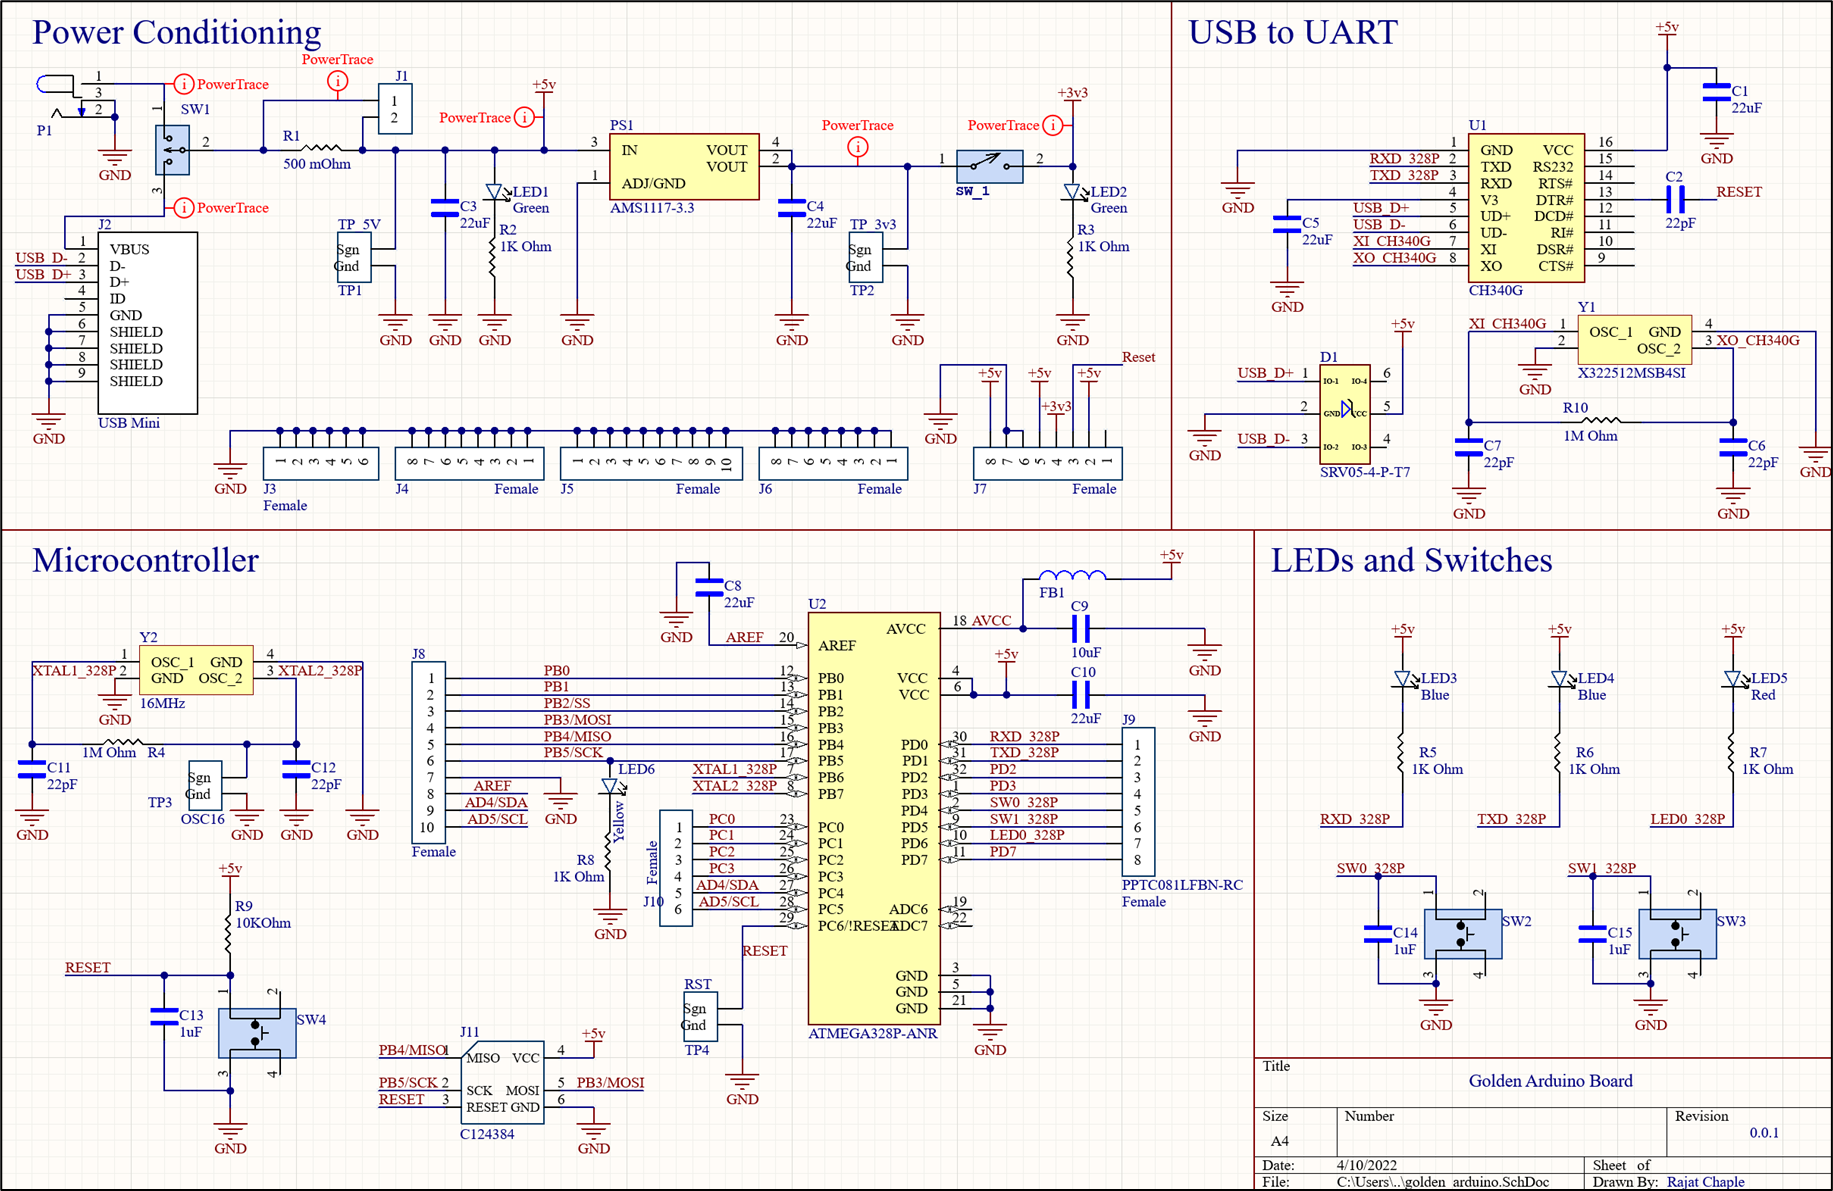 Power Conditioning
PowerTrace
PowerTrace
PowerTrace
PowerTrace
PowerTrace
PowerTrace
P1
1
3
2
GND
SW1
1
2
3
R1
500 mOhm
J1
1
2
+5v
PS1
3 IN VOUT 4
VOUT 2
1 ADJ/GND
AMS1117-3.3
+3v3
1 2
SW_1
LED1
Green
LED2
Green
C3
22uF
R2
1K Ohm
C4
22uF
R3
1K Ohm
TP_5V
Sgn
Gnd
TP1
TP_3v3
Sgn
Gnd
TP2
GND
GND
GND
GND
GND
GND
GND
J2
1 VBUS
USB_D- 2 D-
USB_D+ 3 D+
4 ID
5 GND
6 SHIELD
7 SHIELD
8 SHIELD
9 SHIELD
USB Mini
GND
GND
1 2 3 4 5 6
J3
Female
8 7 6 5 4 3 2 1
J4 Female
1 2 3 4 5 6 7 8 9 10
J5 Female
8 7 6 5 4 3 2 1
J6 Female
Reset
+5v
+5v
+5v
+3v3
GND
8 7 6 5 4 3 2 1
J7 Female
USB to UART
+5v
C1
22uF
GND
U1
1 GND VCC 16
RXD_328P 2 TXD RS232 15
TXD_328P 3 RXD RTS# 14
4 V3 DTR# 13
USB_D+ 5 UD+ DCD# 12
USB_D- 6 UD- RI# 11
XI_CH340G 7 XI DSR# 10
XO_CH340G 8 XO CTS# 9
CH340G
GND
C5
22uF
GND
C2
22pF
RESET
Y1
XI_CH340G 1 OSC_1 GND 4
2 OSC_2 3 XO_CH340G
X322512MSB4SI
GND
R10
1M Ohm
C7
22pF
C6
22pF
GND
GND
GND
+5v
D1
USB_D+ 1 IO-1 IO-4 6
2 GND VCC 5
USB_D- 3 IO-2 IO-3 4
SRV05-4-P-T7
GND
Microcontroller
Y2
XTAL1_328P 1 OSC_1 GND 4
2 GND OSC_2 3 XTAL2_328P
16MHz
GND
1M Ohm R4
C11
22pF
C12
22pF
Sgn
Gnd
TP3
OSC16
GND
GND
GND
GND
+5v
R9
10KOhm
RESET
C13
1uF
1 2
SW4
3 4
GND
J8
1 PB0
2 PB1
3 PB2/SS
4 PB3/MOSI
5 PB4/MISO
6 PB5/SCK
7
8 AREF
9 AD4/SDA
10 AD5/SCL
Female
GND
LED6
Yellow
R8
1K Ohm
GND
C8
22uF
GND
U2
AREF 20 AREF
12 PB0
13 PB1
14 PB2
15 PB3
16 PB4
17 PB5
XTAL1_328P 7 PB6
XTAL2_328P 8 PB7
1 PC0 23 PC0
2 PC1 24 PC1
3 PC2 25 PC2
4 PC3 26 PC3
5 AD4/SDA 27 PC4
6 AD5/SCL 28 PC5
29 PC6/!RESET
Female
J10
RESET
RST
Sgn
Gnd
TP4
GND
AVCC 18 AVCC
VCC 4
VCC 6
PD0 30 RXD_328P 1
PD1 31 TXD_328P 2
PD2 32 PD2 3
PD3 1 PD3 4
PD4 2 SW0_328P 5
PD5 9 SW1_328P 6
PD6 10 LED0_328P 7
PD7 11 PD7 8
ADC6 19
ADC7 22
GND 3
GND 5
GND 21
ATMEGA328P-ANR
GND
+5v
FB1
C9
10uF
GND
+5v
C10
22uF
GND
J9
PPTC081LFBN-RC
Female
J11
PB4/MISO 1 MISO VCC 4
+5v
PB5/SCK 2 SCK MOSI 5 PB3/MOSI
RESET 3 RESET GND 6
C124384
GND
LEDs and Switches
+5v
+5v
+5v
LED3
Blue
LED4
Blue
LED5
Red
R5
1K Ohm
R6
1K Ohm
R7
1K Ohm
RXD_328P
TXD_328P
LED0_328P
SW0_328P
SW1_328P
1 2
C14
1uF
SW2
3 4
GND
1 2
C15
1uF
SW3
3 4
GND
Title
Golden Arduino Board
Size
A4
Number
Revision
0.0.1
Date: 4/10/2022 Sheet of
File: C:\Users\..\golden_arduino.SchDoc Drawn By: Rajat Chaple